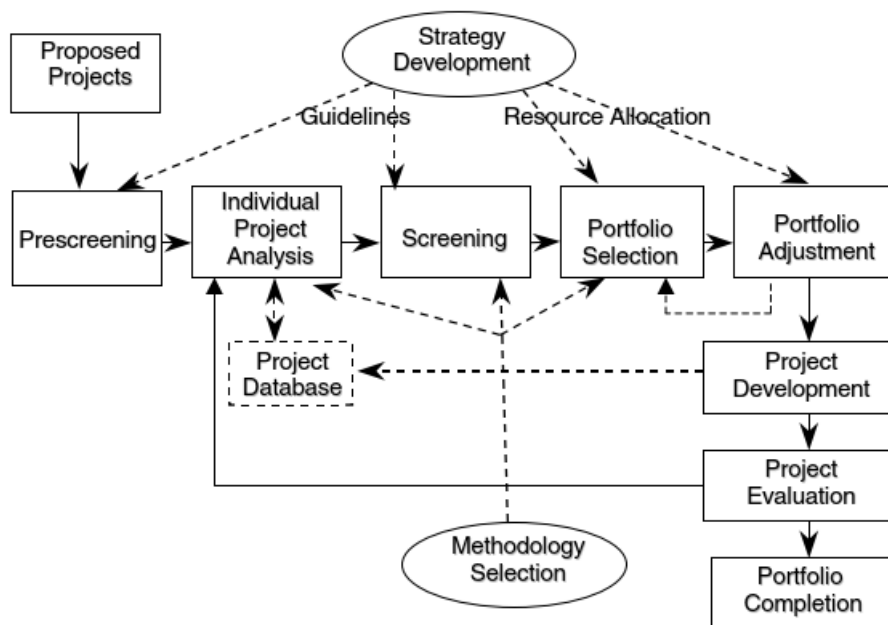 Proposed
Projects
Strategy
Development
Guidelines
Resource Allocation
Prescreening
Individual
Project
Analysis
Screening
Portfolio
Selection
Portfolio
Adjustment
Project
Database
Project
Development
Project
Evaluation
Methodology
Selection
Portfolio
Completion